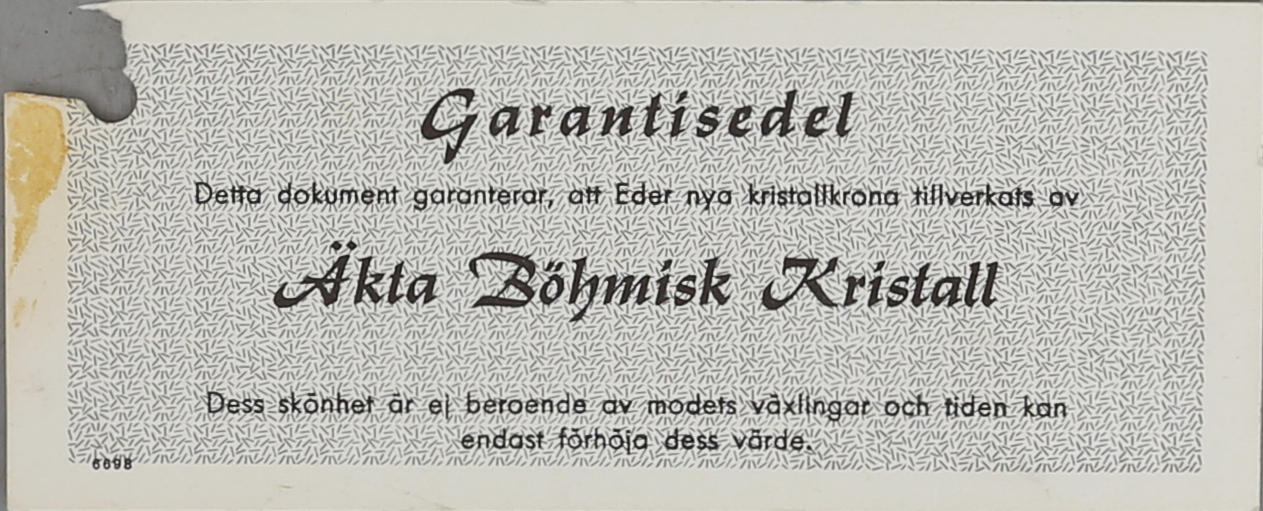 Garantisedel
Detta dokument garanterar, att Eder nya kristallkrona tillverkats av
Äkta Böhmisk Kristall
Dess skönhet är ej beroende av modets växlingar och tiden kan
endast förhöja dess värde.
6698